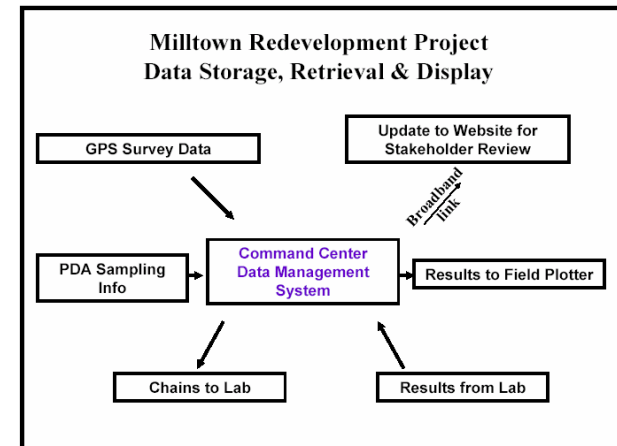 Milltown Redevelopment Project
Data Storage, Retrieval & Display
GPS Survey Data
Update to Website for
Stakeholder Review
Broadband
link
PDA Sampling
Info
Command Center
Data Management
System
Results to Field Plotter
Chains to Lab
Results from Lab